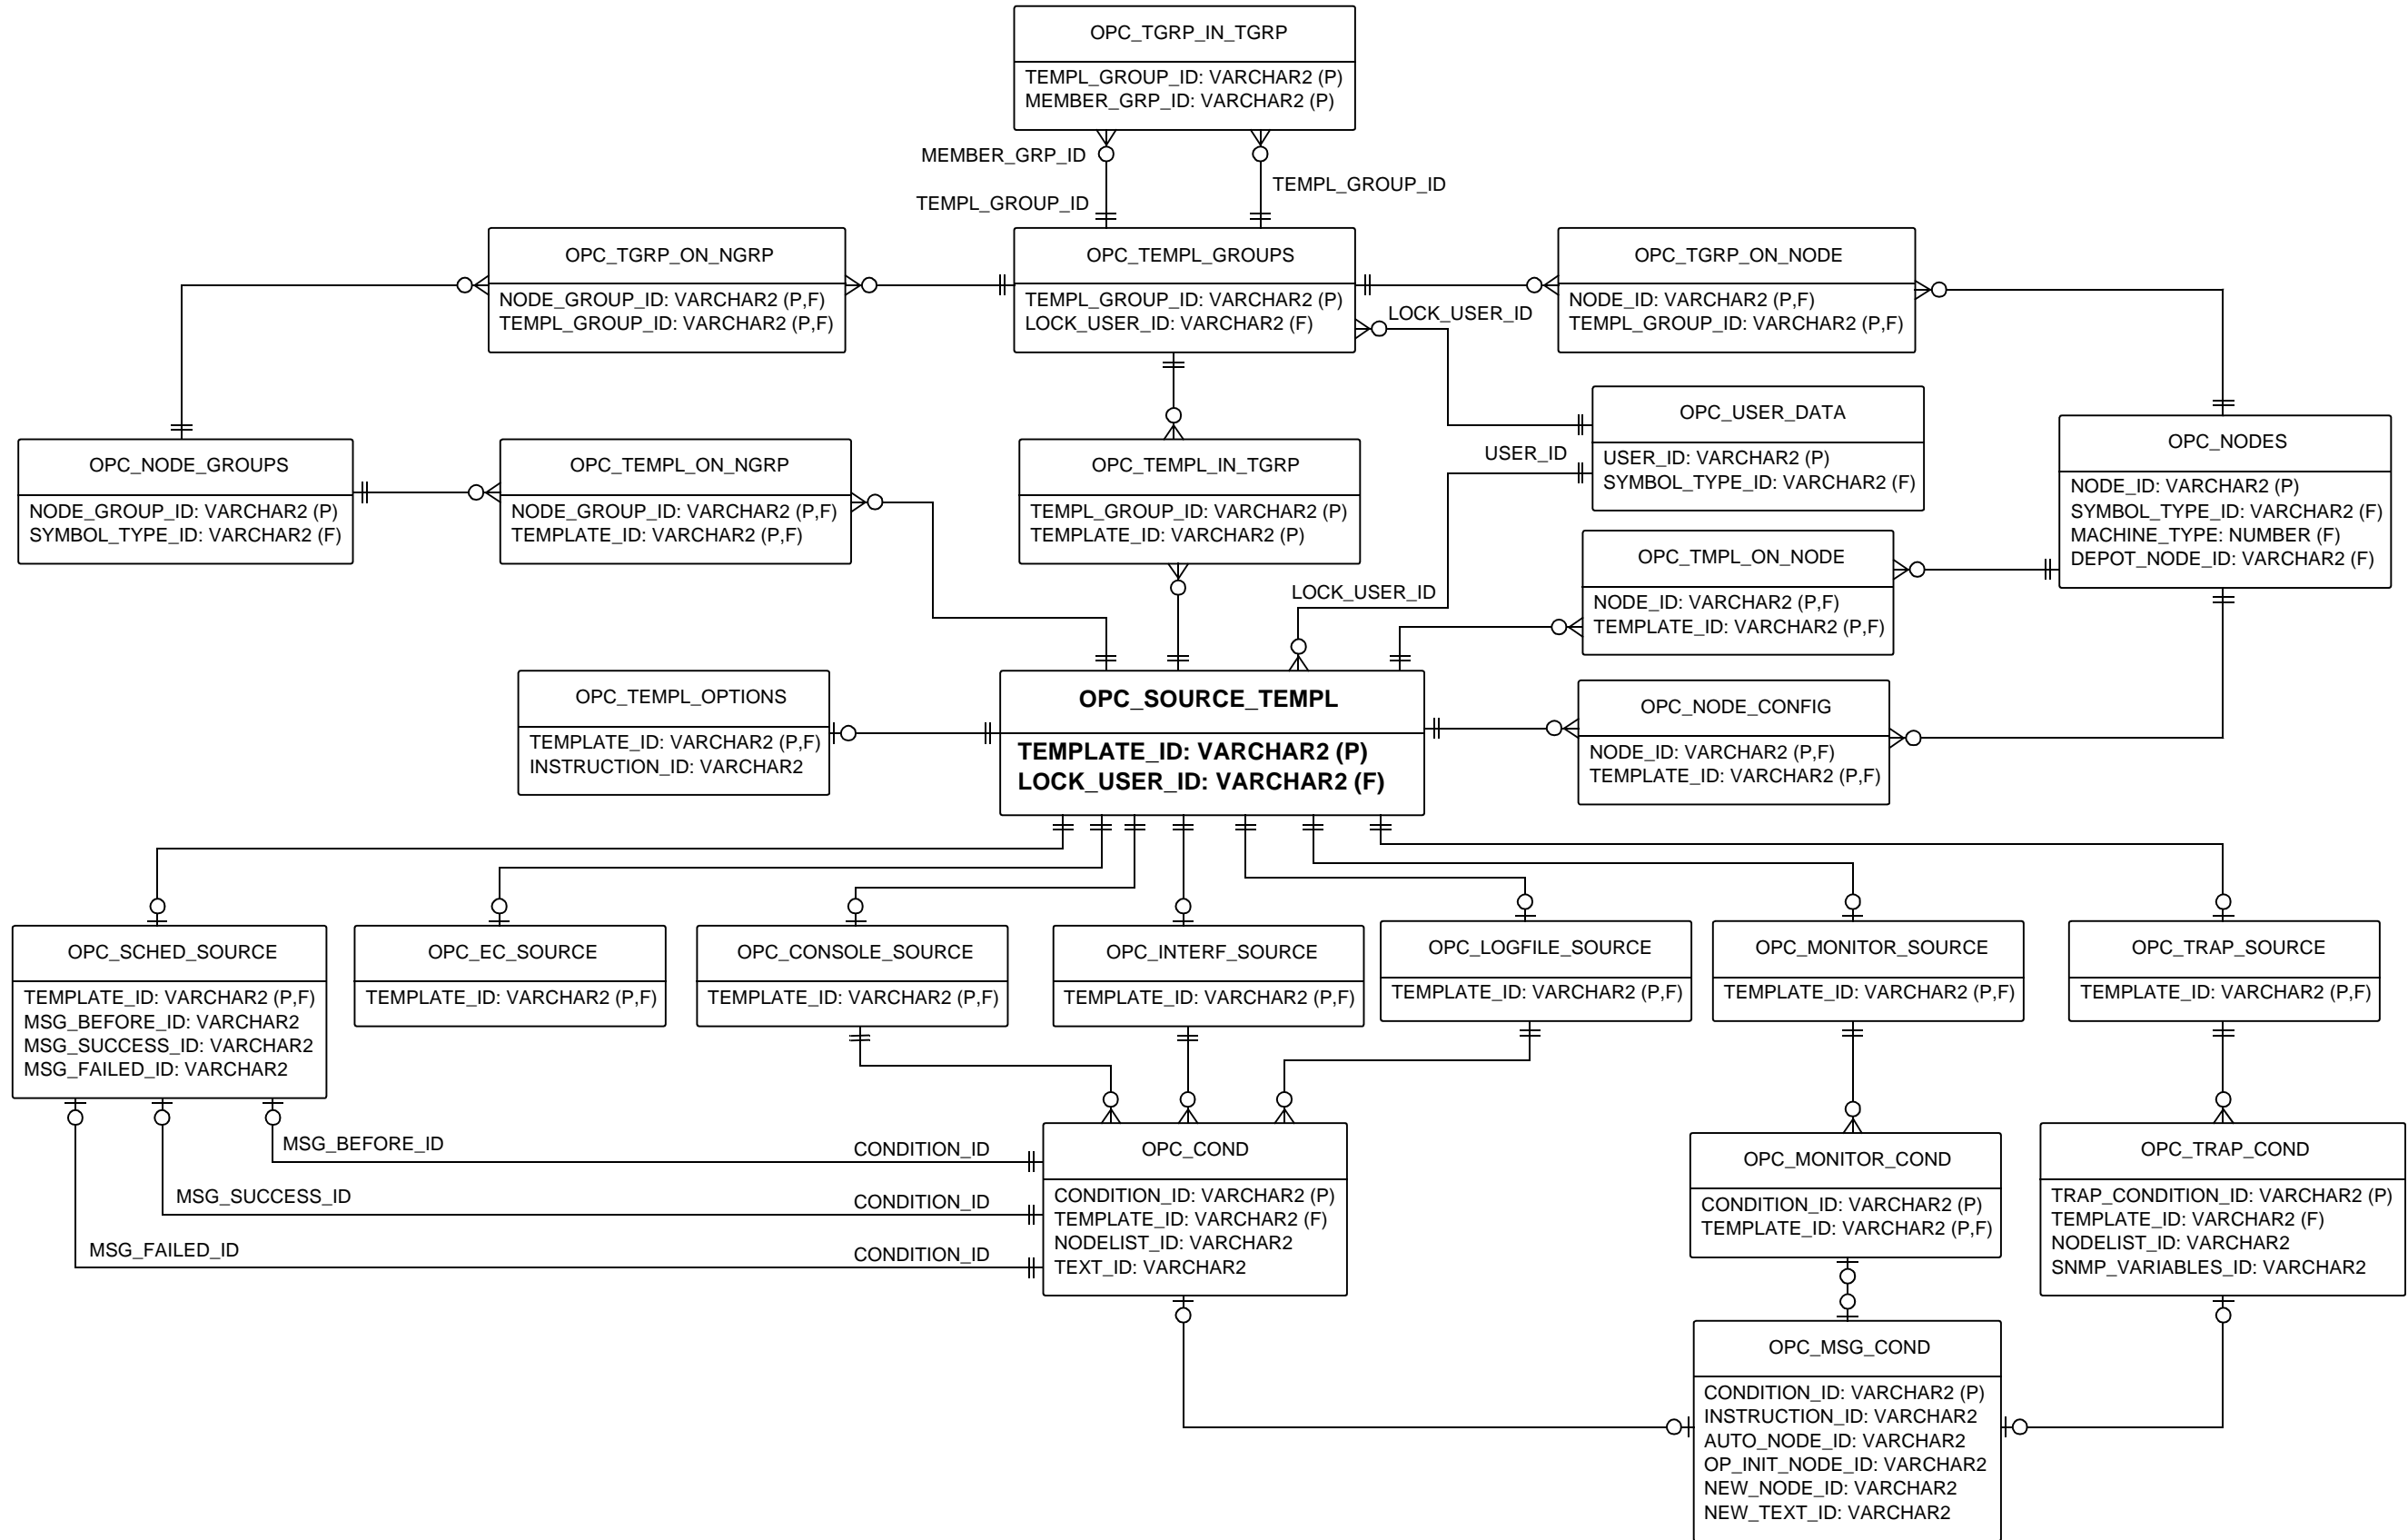 OPC_TGRP_IN_TGRP
TEMPL_GROUP_ID: VARCHAR2 (P)
MEMBER_GRP_ID: VARCHAR2 (P)
MEMBER_GRP_ID
TEMPL_GROUP_ID
TEMPL_GROUP_ID
OPC_TGRP_ON_NGRP
NODE_GROUP_ID: VARCHAR2 (P,F)
TEMPL_GROUP_ID: VARCHAR2 (P,F)
OPC_TEMPL_GROUPS
TEMPL_GROUP_ID: VARCHAR2 (P)
LOCK_USER_ID: VARCHAR2 (F)
LOCK_USER_ID
OPC_TGRP_ON_NODE
NODE_ID: VARCHAR2 (P,F)
TEMPL_GROUP_ID: VARCHAR2 (P,F)
OPC_NODE_GROUPS
NODE_GROUP_ID: VARCHAR2 (P)
SYMBOL_TYPE_ID: VARCHAR2 (F)
OPC_TEMPL_ON_NGRP
NODE_GROUP_ID: VARCHAR2 (P,F)
TEMPLATE_ID: VARCHAR2 (P,F)
OPC_TEMPL_IN_TGRP
TEMPL_GROUP_ID: VARCHAR2 (P)
TEMPLATE_ID: VARCHAR2 (P)
USER_ID
OPC_USER_DATA
USER_ID: VARCHAR2 (P)
SYMBOL_TYPE_ID: VARCHAR2 (F)
OPC_NODES
NODE_ID: VARCHAR2 (P)
SYMBOL_TYPE_ID: VARCHAR2 (F)
MACHINE_TYPE: NUMBER (F)
DEPOT_NODE_ID: VARCHAR2 (F)
LOCK_USER_ID
OPC_TMPL_ON_NODE
NODE_ID: VARCHAR2 (P,F)
TEMPLATE_ID: VARCHAR2 (P,F)
OPC_TEMPL_OPTIONS
TEMPLATE_ID: VARCHAR2 (P,F)
INSTRUCTION_ID: VARCHAR2
OPC_SOURCE_TEMPL
TEMPLATE_ID: VARCHAR2 (P)
LOCK_USER_ID: VARCHAR2 (F)
OPC_NODE_CONFIG
NODE_ID: VARCHAR2 (P,F)
TEMPLATE_ID: VARCHAR2 (P,F)
OPC_SCHED_SOURCE
TEMPLATE_ID: VARCHAR2 (P,F)
MSG_BEFORE_ID: VARCHAR2
MSG_SUCCESS_ID: VARCHAR2
MSG_FAILED_ID: VARCHAR2
OPC_EC_SOURCE
TEMPLATE_ID: VARCHAR2 (P,F)
OPC_CONSOLE_SOURCE
TEMPLATE_ID: VARCHAR2 (P,F)
OPC_INTERF_SOURCE
TEMPLATE_ID: VARCHAR2 (P,F)
OPC_LOGFILE_SOURCE
TEMPLATE_ID: VARCHAR2 (P,F)
OPC_MONITOR_SOURCE
TEMPLATE_ID: VARCHAR2 (P,F)
OPC_TRAP_SOURCE
TEMPLATE_ID: VARCHAR2 (P,F)
MSG_BEFORE_ID
CONDITION_ID
MSG_SUCCESS_ID
CONDITION_ID
MSG_FAILED_ID
CONDITION_ID
OPC_COND
CONDITION_ID: VARCHAR2 (P)
TEMPLATE_ID: VARCHAR2 (F)
NODELIST_ID: VARCHAR2
TEXT_ID: VARCHAR2
OPC_MONITOR_COND
CONDITION_ID: VARCHAR2 (P)
TEMPLATE_ID: VARCHAR2 (P,F)
OPC_TRAP_COND
TRAP_CONDITION_ID: VARCHAR2 (P)
TEMPLATE_ID: VARCHAR2 (F)
NODELIST_ID: VARCHAR2
SNMP_VARIABLES_ID: VARCHAR2
OPC_MSG_COND
CONDITION_ID: VARCHAR2 (P)
INSTRUCTION_ID: VARCHAR2
AUTO_NODE_ID: VARCHAR2
OP_INIT_NODE_ID: VARCHAR2
NEW_NODE_ID: VARCHAR2
NEW_TEXT_ID: VARCHAR2